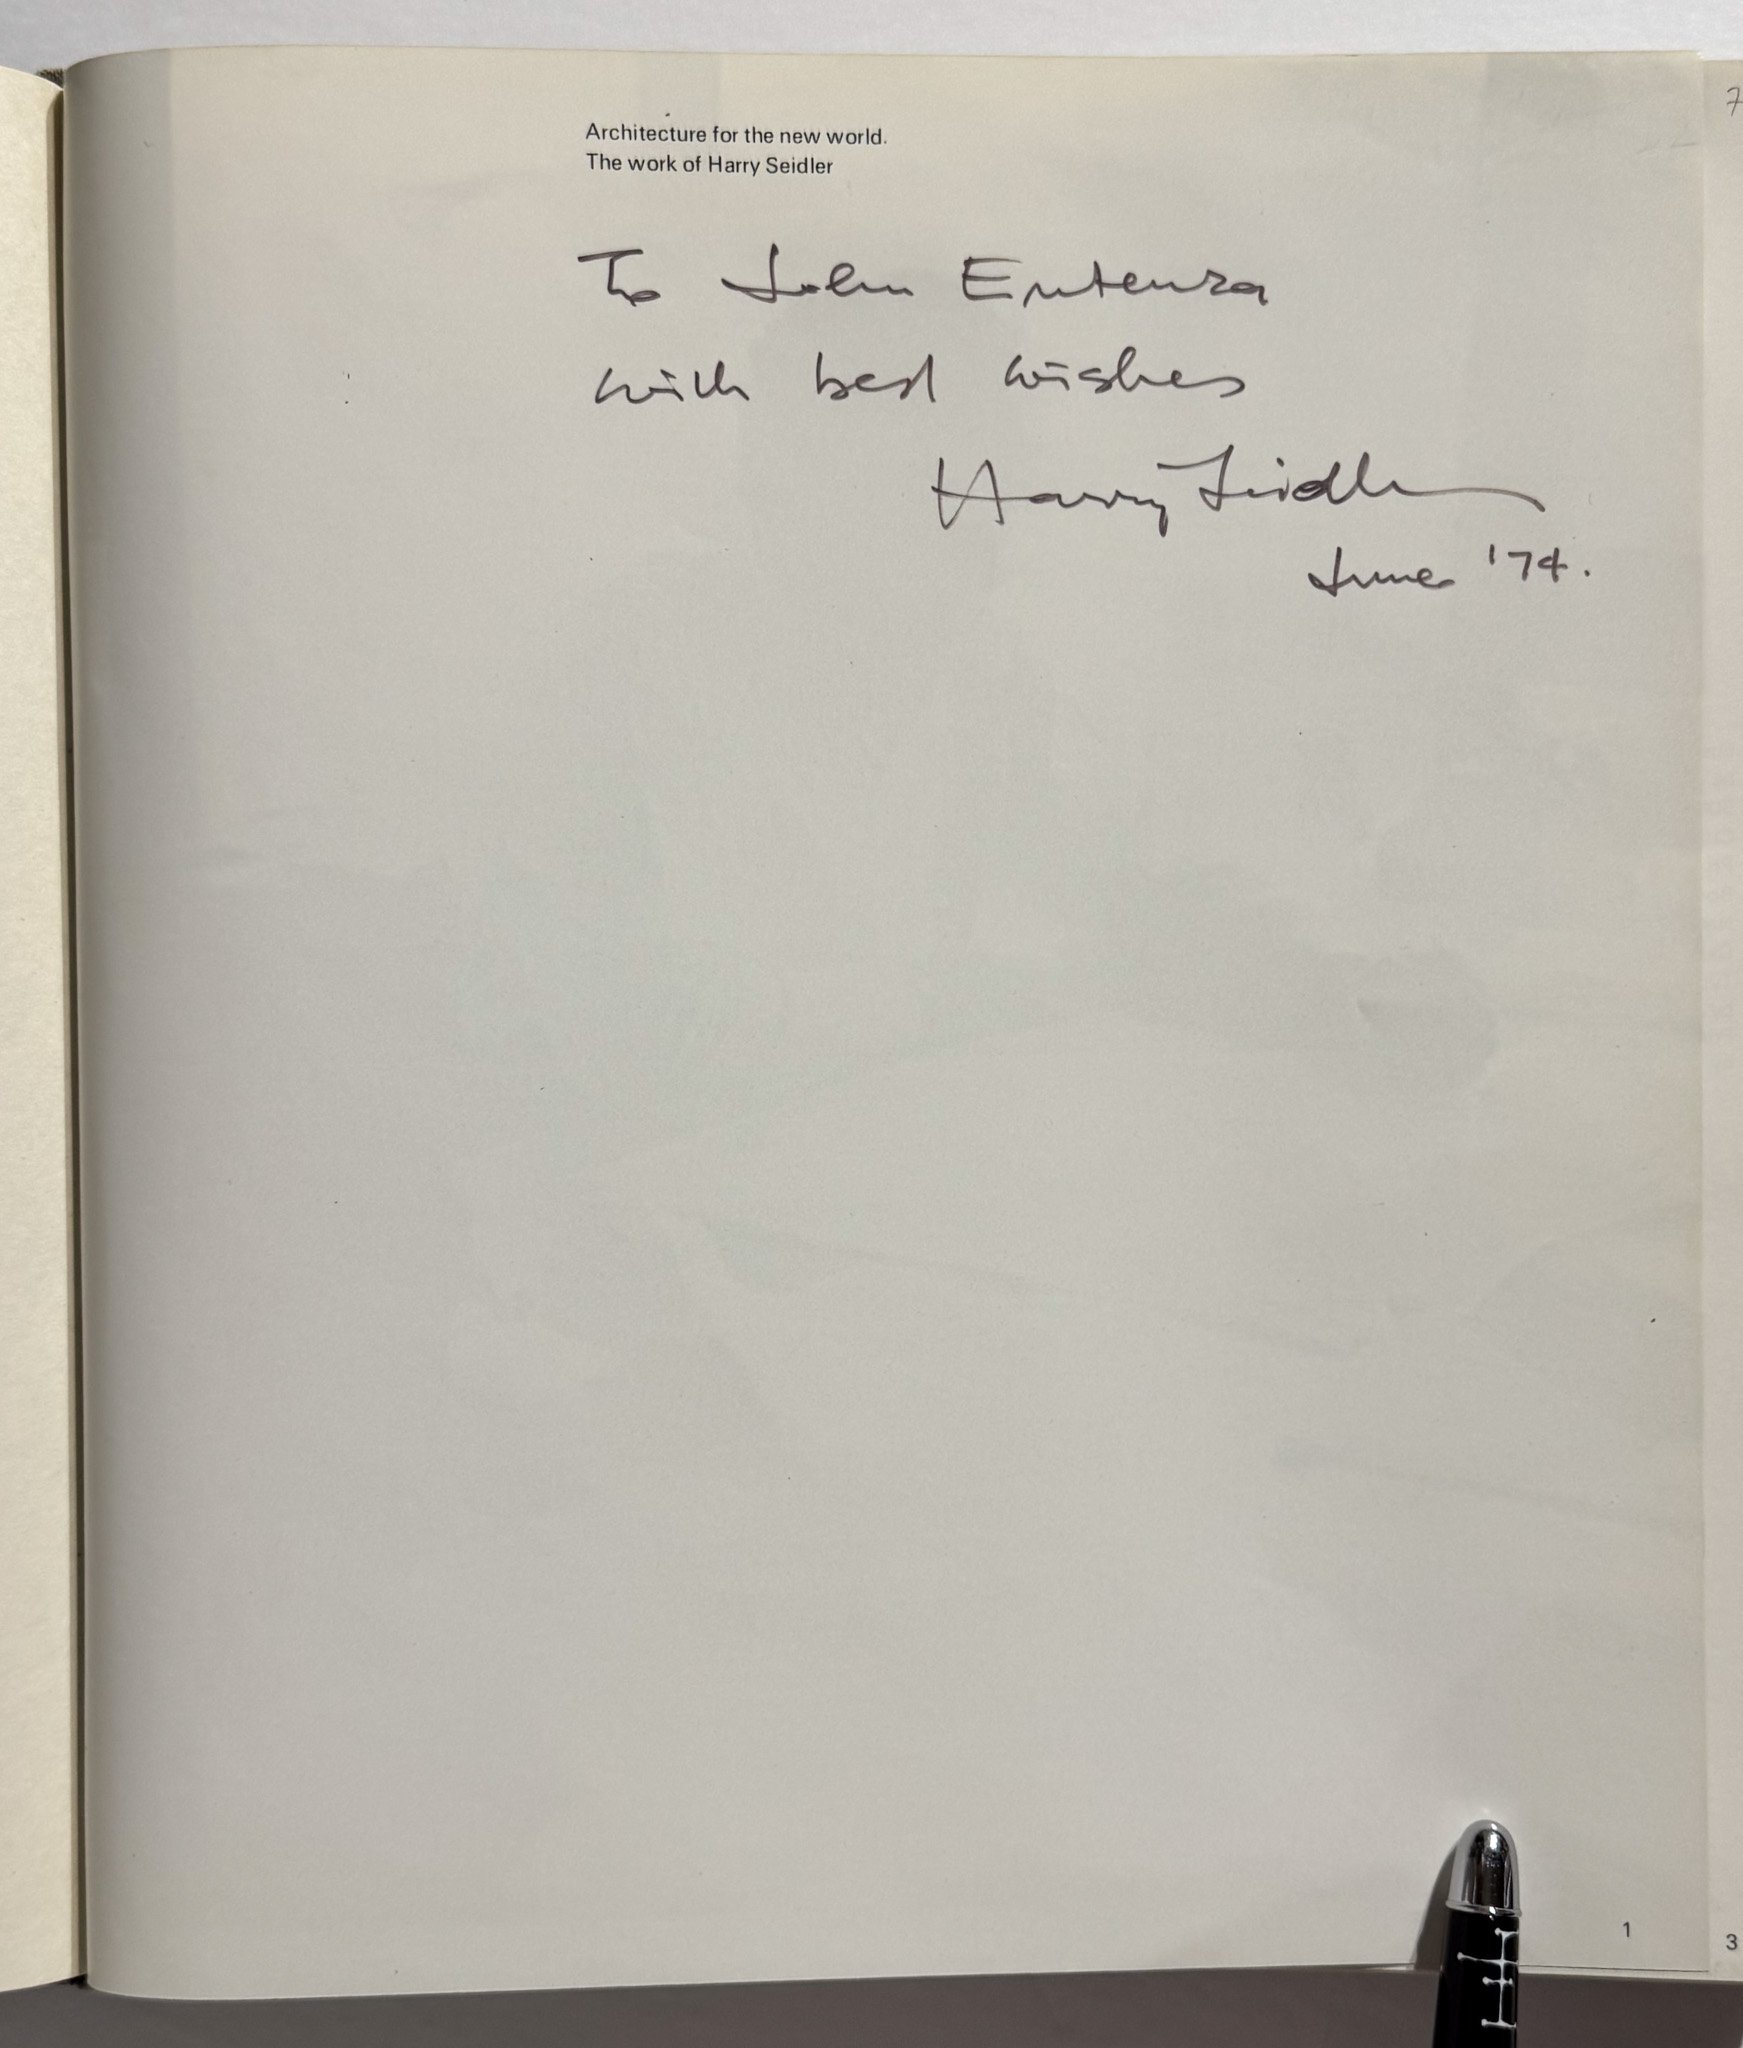 Architecture for the new world.
The work of Harry Seidler
To John Entenza
with best wishes
Harry Seidler
June '74.
1
3
7